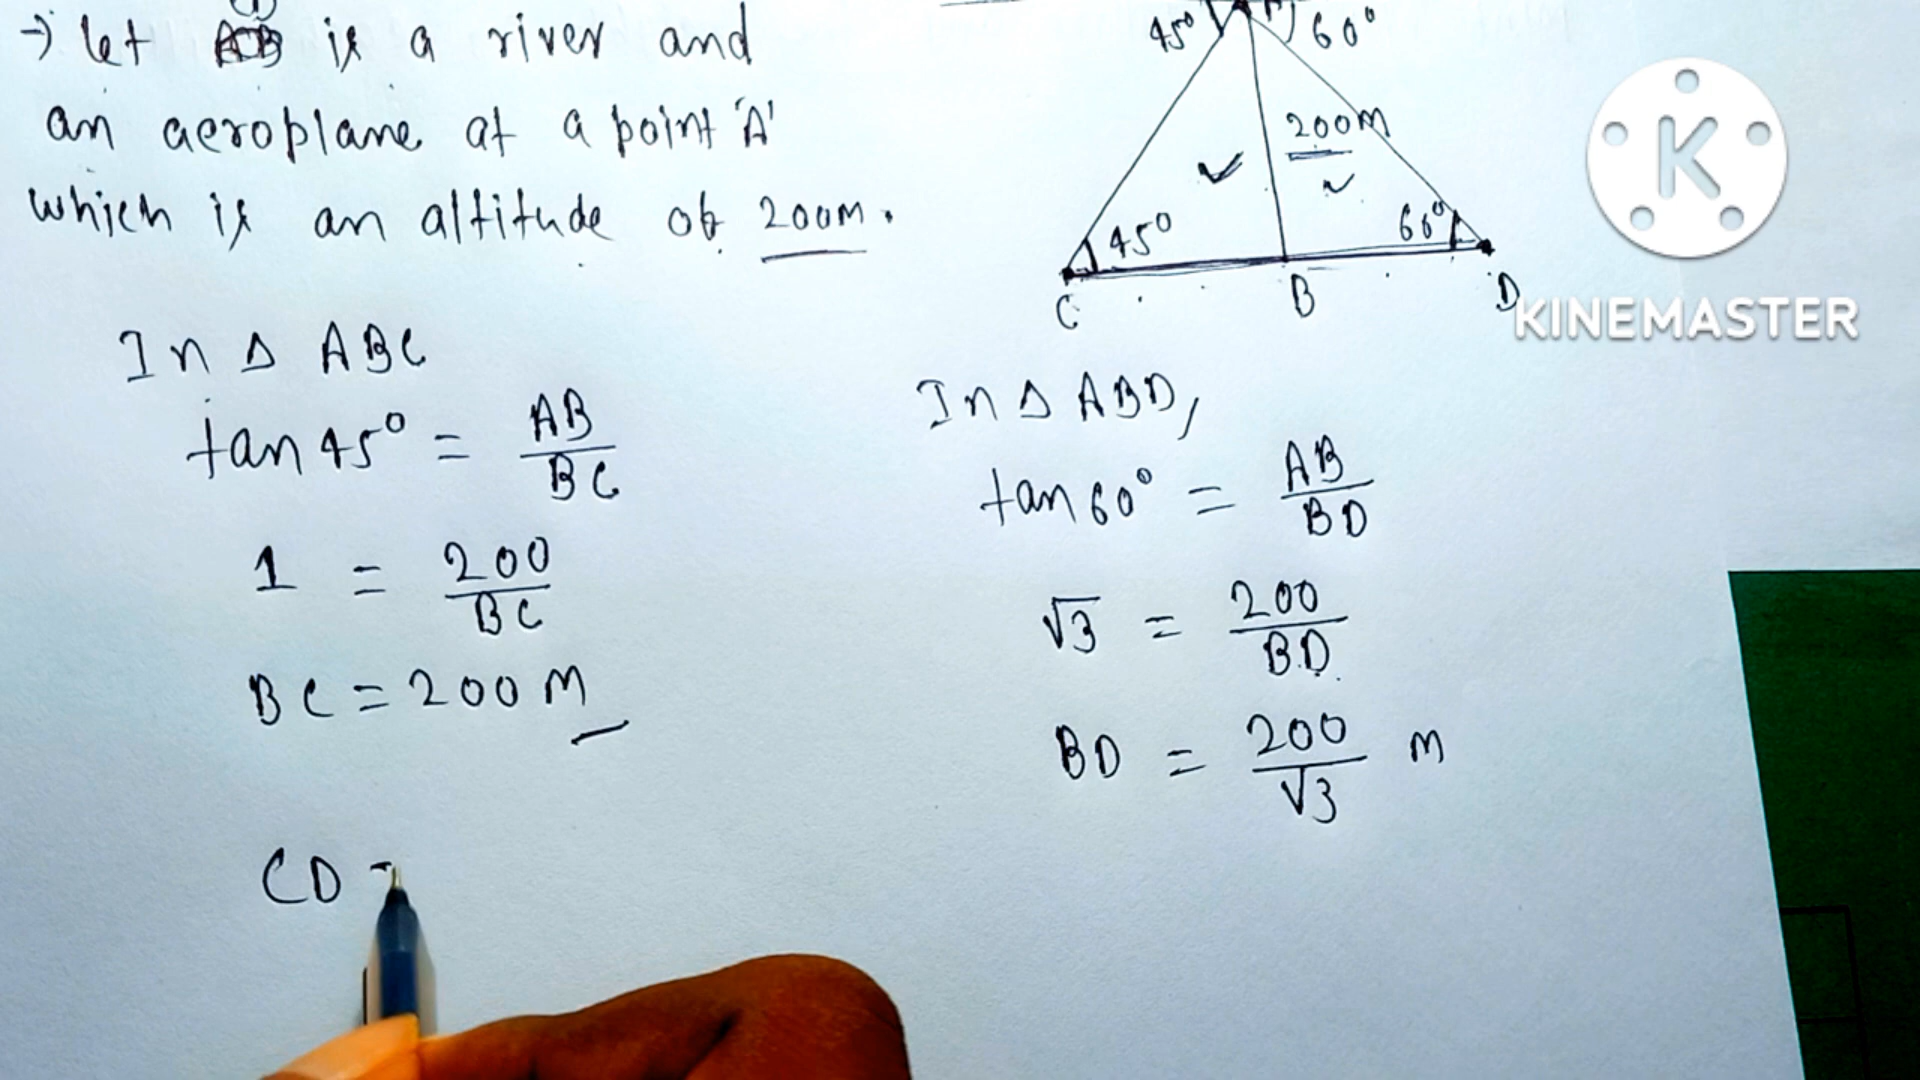 → Let is a river and
an aeroplane at a point 'A'
which is an altitude of 200m.
45° A 60°
200m
45° 60°
C B D
KINEMASTER
In Δ ABC
tan 45° = AB/BC
1 = 200/BC
BC = 200 m
In Δ ABD,
tan 60° = AB/BD
√3 = 200/BD
BD = 200/√3 m
CD =